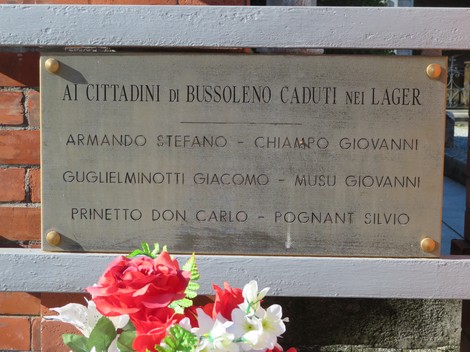 AI CITTADINI DI BUSSOLENO CADUTI NEI LAGER
ARMANDO STEFANO - CHIAMPO GIOVANNI
GUGLIELMINOTTI GIACOMO - MUSU GIOVANNI
PRINETTO DON CARLO - POGNANT SILVIO